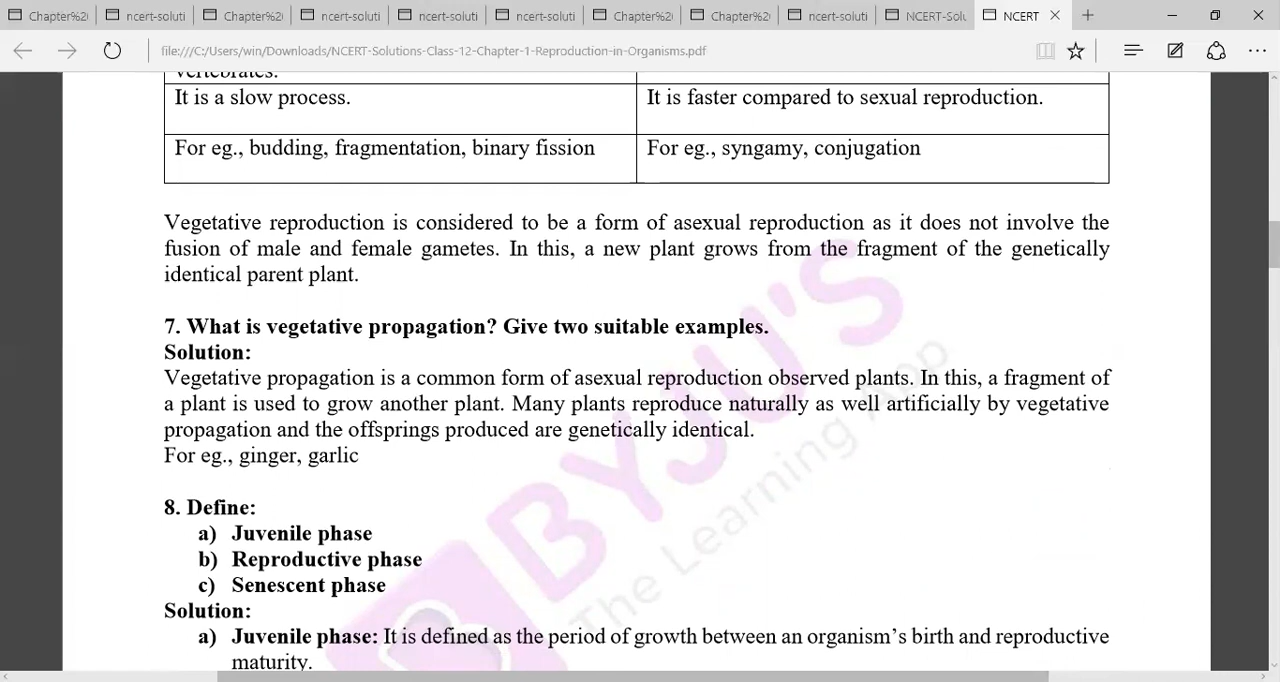 Chapter%20 ncert-soluti Chapter%20 ncert-soluti ncert-soluti ncert-soluti Chapter%20 Chapter%20 ncert-soluti NCERT-Solu NCERT
file:///C:/Users/win/Downloads/NCERT-Solutions-Class-12-Chapter-1-Reproduction-in-Organisms.pdf
vertebrates.
It is a slow process. It is faster compared to sexual reproduction.
For eg., budding, fragmentation, binary fission For eg., syngamy, conjugation
Vegetative reproduction is considered to be a form of asexual reproduction as it does not involve the
fusion of male and female gametes. In this, a new plant grows from the fragment of the genetically
identical parent plant.
7. What is vegetative propagation? Give two suitable examples.
Solution:
Vegetative propagation is a common form of asexual reproduction observed plants. In this, a fragment of
a plant is used to grow another plant. Many plants reproduce naturally as well artificially by vegetative
propagation and the offsprings produced are genetically identical.
For eg., ginger, garlic
8. Define:
a) Juvenile phase
b) Reproductive phase
c) Senescent phase
Solution:
a) Juvenile phase: It is defined as the period of growth between an organism's birth and reproductive
maturity.
BYJU'S
The Learning App